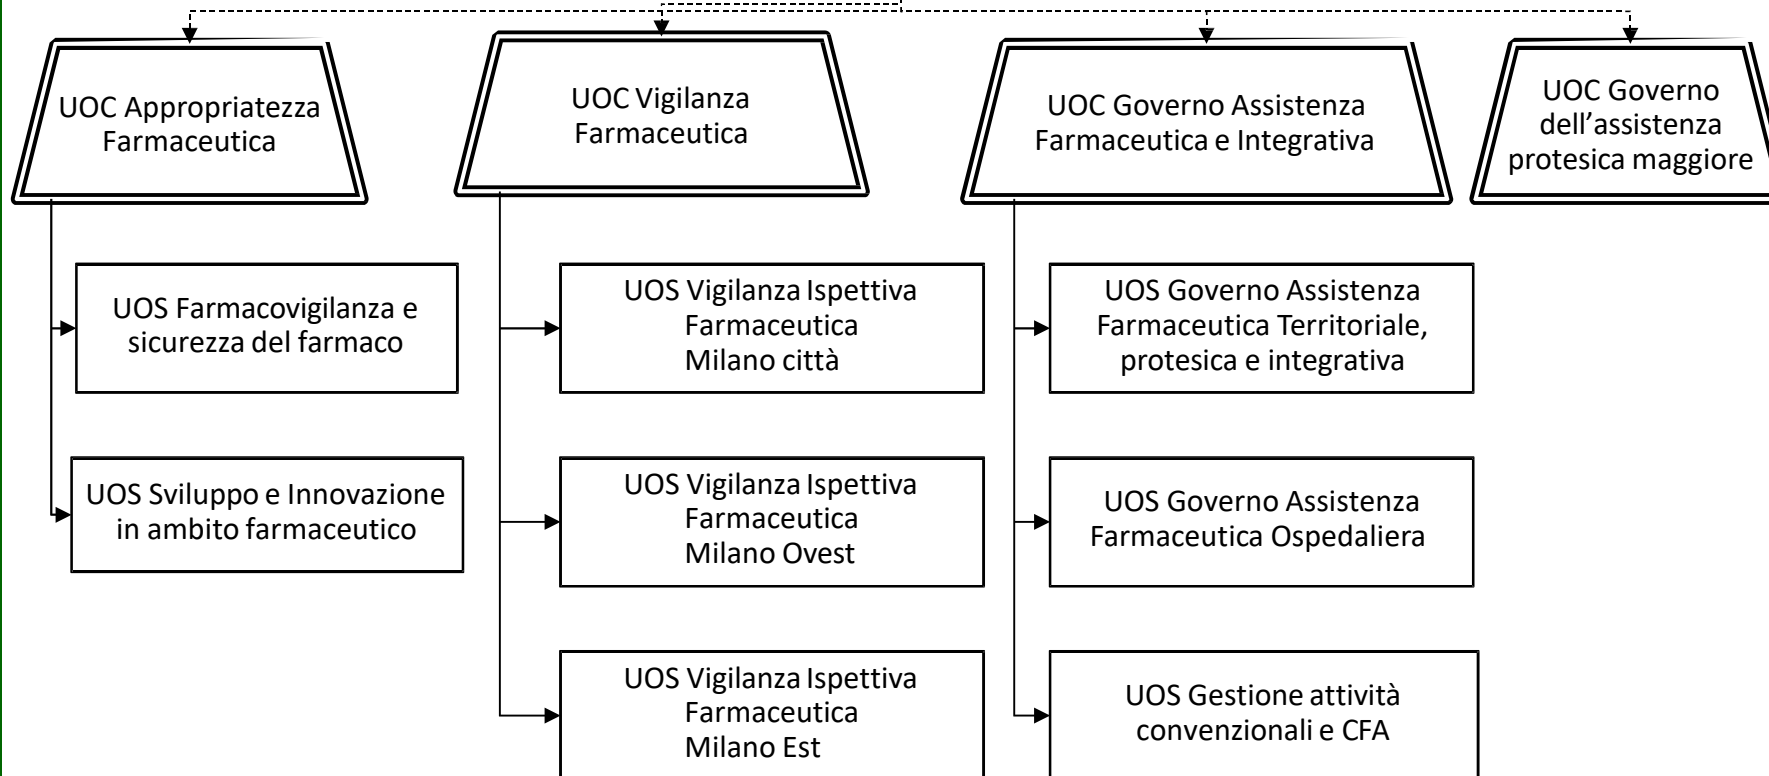 UOC Appropriatezza
Farmaceutica
UOC Vigilanza
Farmaceutica
UOC Governo Assistenza
Farmaceutica e Integrativa
UOC Governo
dell’assistenza
protesica maggiore
UOS Farmacovigilanza e
sicurezza del farmaco
UOS Vigilanza Ispettiva
Farmaceutica
Milano città
UOS Governo Assistenza
Farmaceutica Territoriale,
protesica e integrativa
UOS Sviluppo e Innovazione
in ambito farmaceutico
UOS Vigilanza Ispettiva
Farmaceutica
Milano Ovest
UOS Governo Assistenza
Farmaceutica Ospedaliera
UOS Vigilanza Ispettiva
Farmaceutica
Milano Est
UOS Gestione attività
convenzionali e CFA